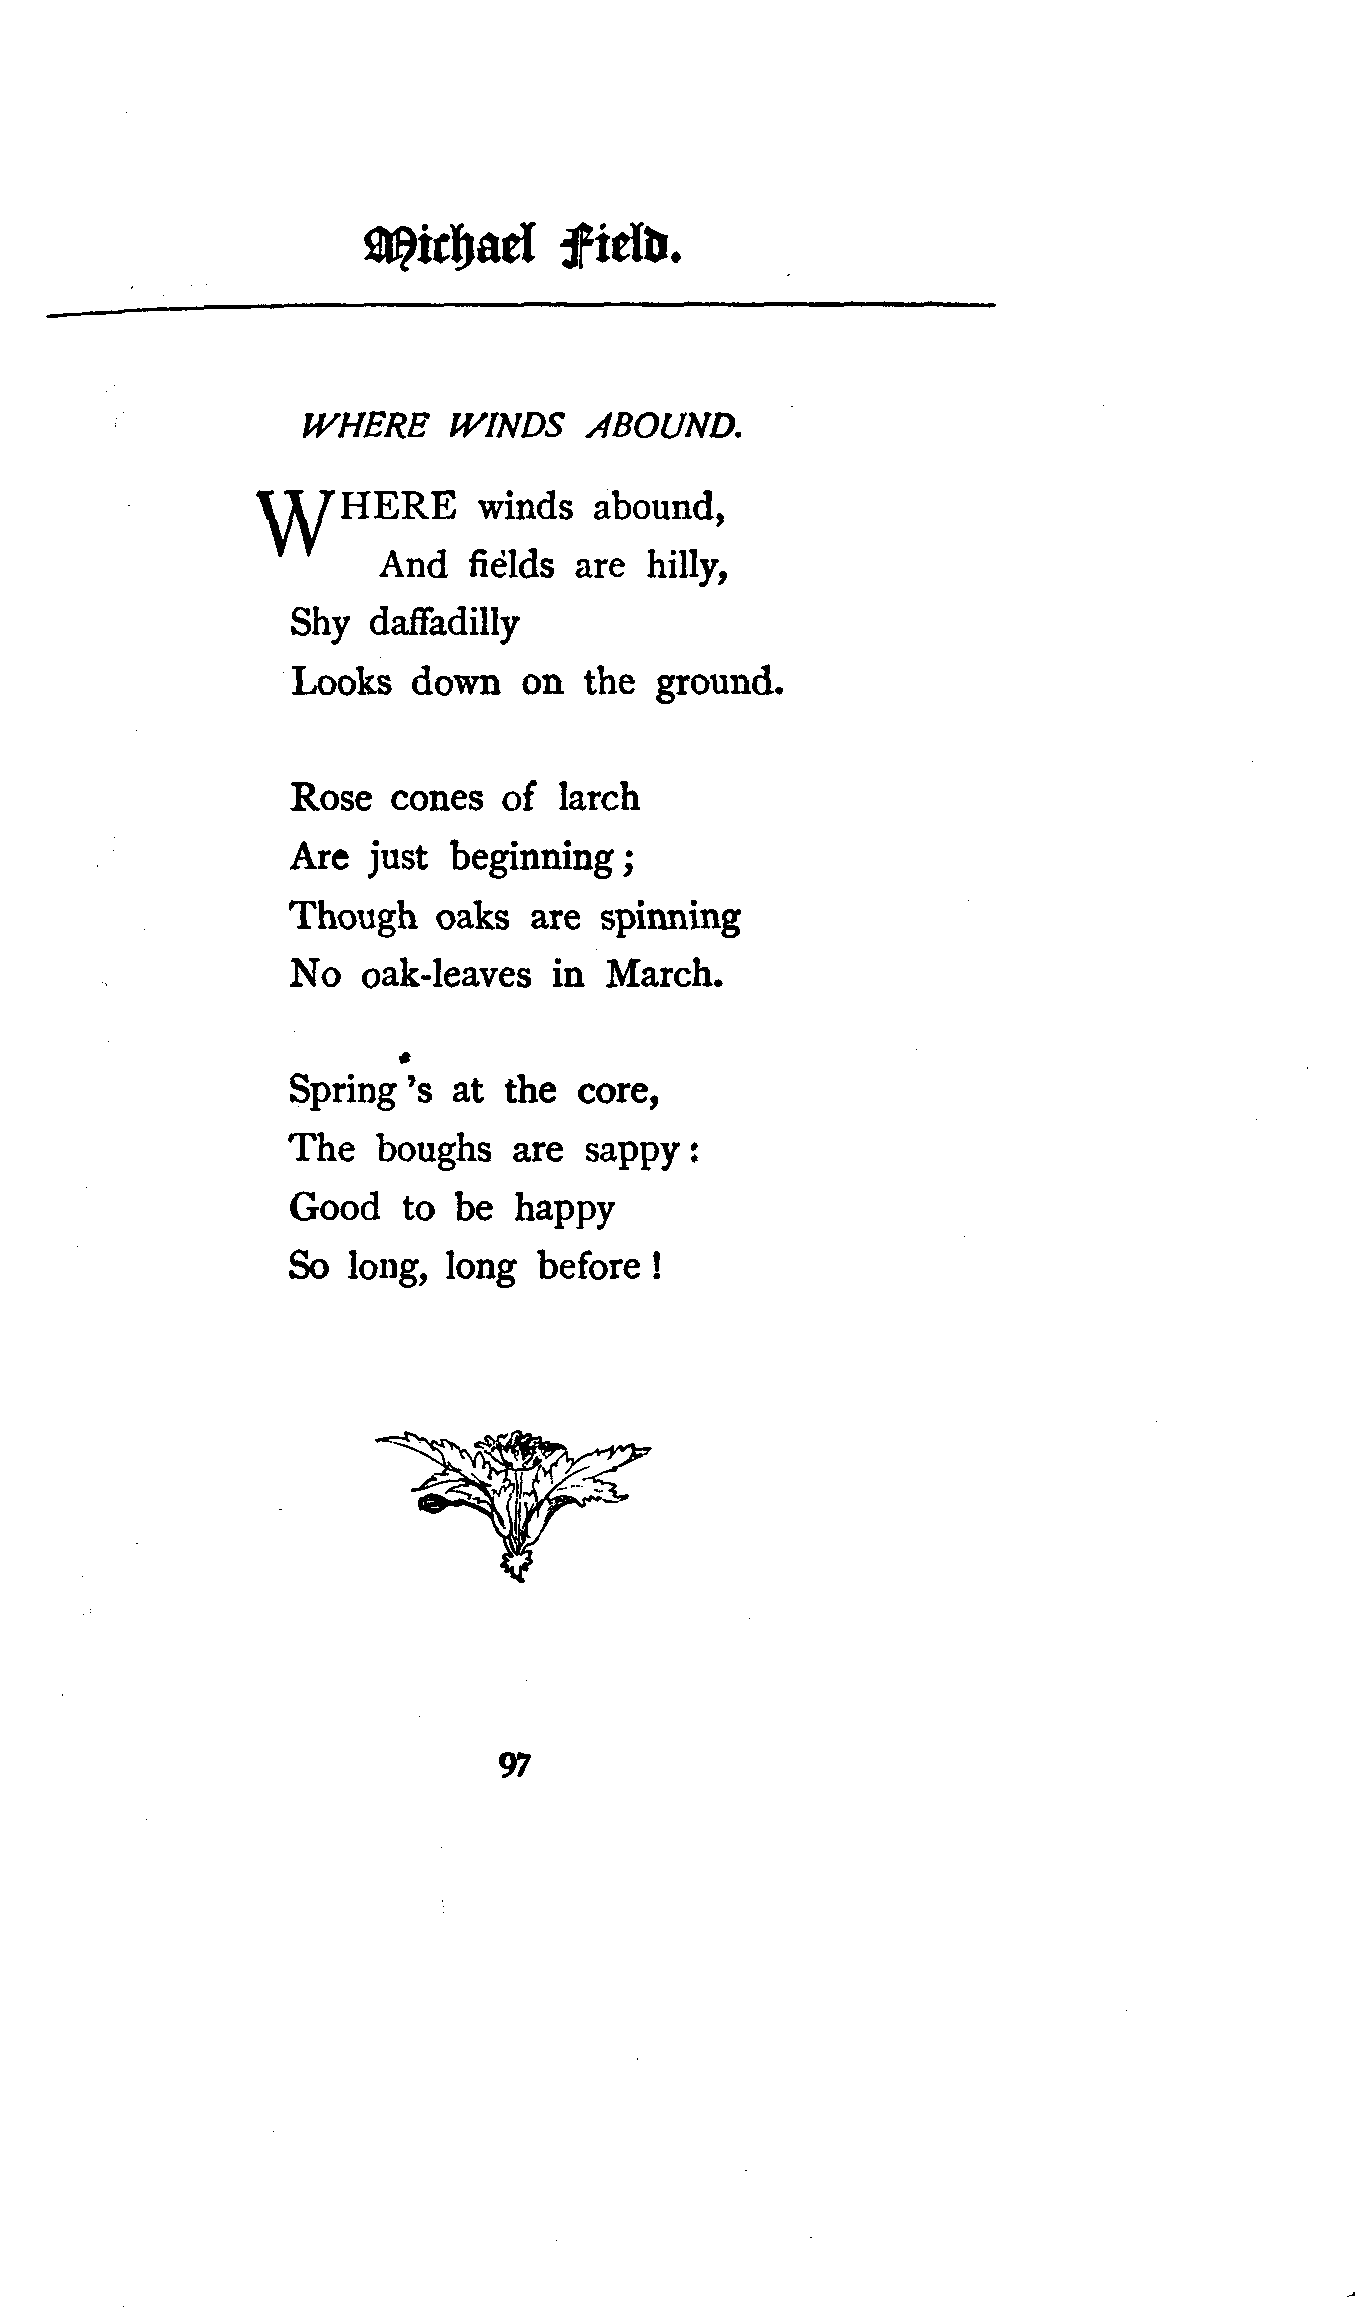 Michael Field.
WHERE WINDS ABOUND.
WHERE winds abound,
And fields are hilly,
Shy daffadilly
Looks down on the ground.
Rose cones of larch
Are just beginning;
Though oaks are spinning
No oak-leaves in March.
Spring 's at the core,
The boughs are sappy:
Good to be happy
So long, long before!
97